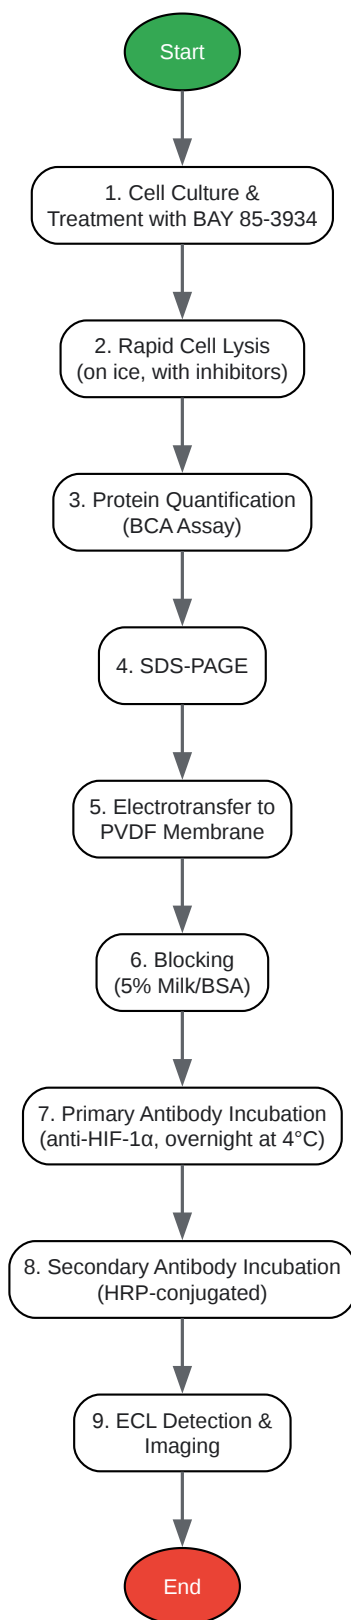 Start
1. Cell Culture &
Treatment with BAY 85-3934
2. Rapid Cell Lysis
(on ice, with inhibitors)
3. Protein Quantification
(BCA Assay)
4. SDS-PAGE
5. Electrotransfer to
PVDF Membrane
6. Blocking
(5% Milk/BSA)
7. Primary Antibody Incubation
(anti-HIF-1α, overnight at 4°C)
8. Secondary Antibody Incubation
(HRP-conjugated)
9. ECL Detection &
Imaging
End